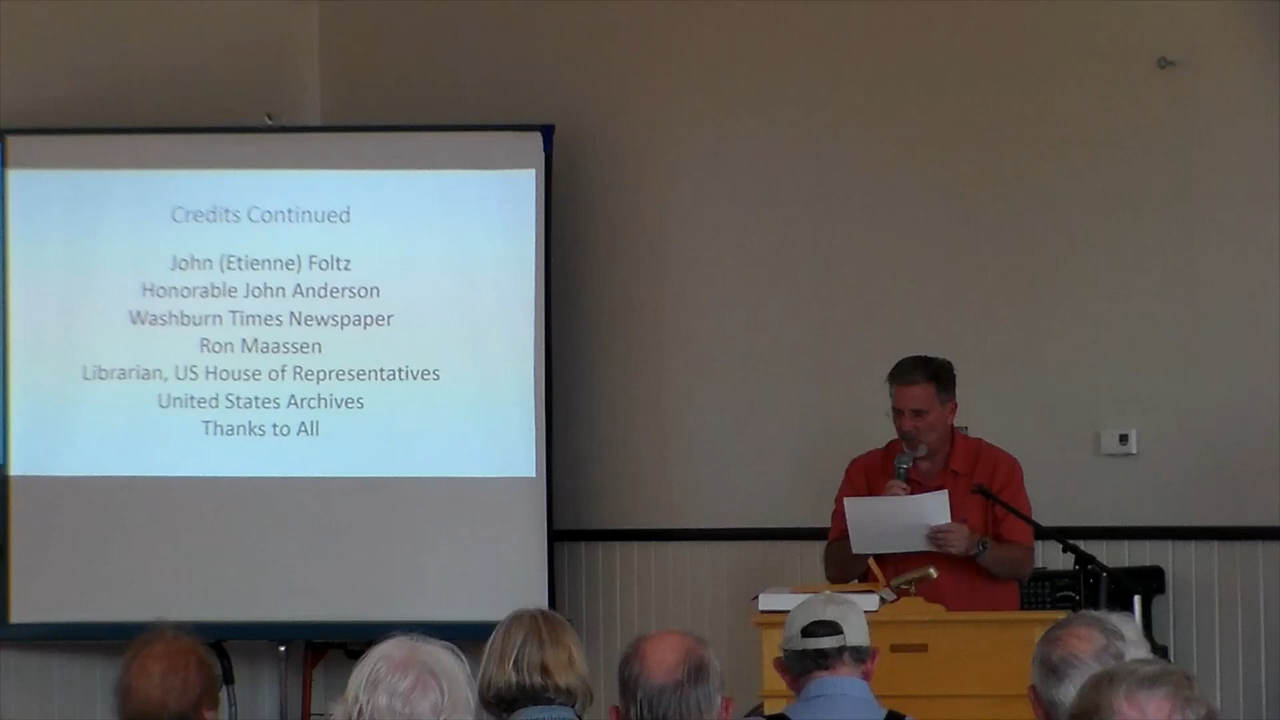 Credits Continued
John (Etienne) Foltz
Honorable John Anderson
Washburn Times Newspaper
Ron Maassen
Librarian, US House of Representatives
United States Archives
Thanks to All